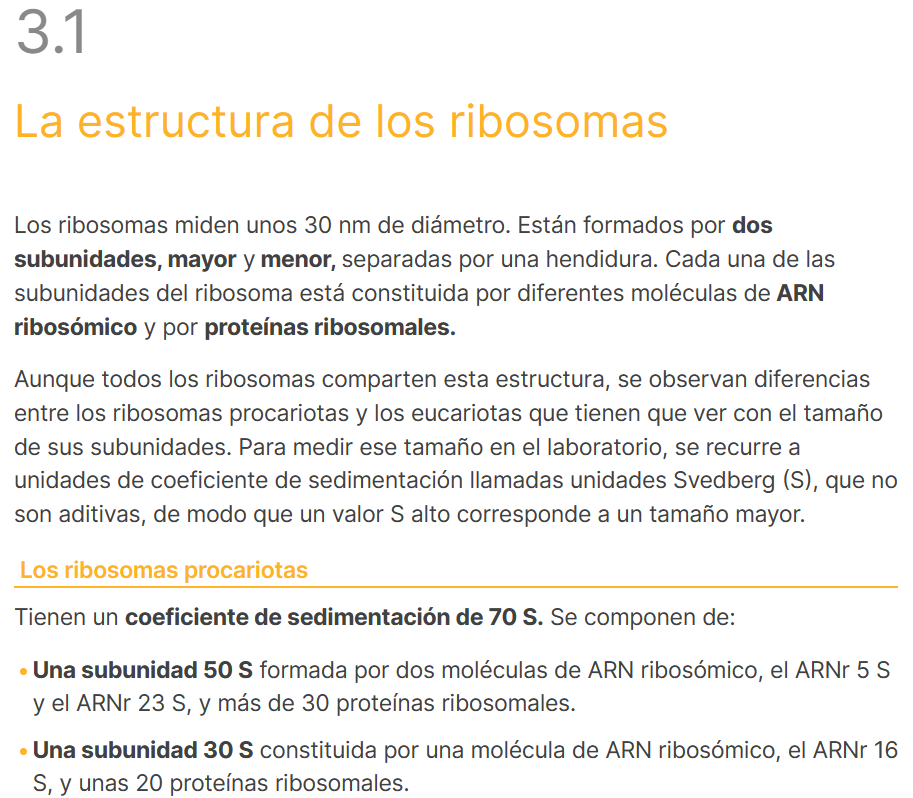 3.1
La estructura de los ribosomas
Los ribosomas miden unos 30 nm de diámetro. Están formados por dos
subunidades, mayor y menor, separadas por una hendidura. Cada una de las
subunidades del ribosoma está constituida por diferentes moléculas de ARN
ribosómico y por proteínas ribosomales.
Aunque todos los ribosomas comparten esta estructura, se observan diferencias
entre los ribosomas procariotas y los eucariotas que tienen que ver con el tamaño
de sus subunidades. Para medir ese tamaño en el laboratorio, se recurre a
unidades de coeficiente de sedimentación llamadas unidades Svedberg (S), que no
son aditivas, de modo que un valor S alto corresponde a un tamaño mayor.
Los ribosomas procariotas
Tienen un coeficiente de sedimentación de 70 S. Se componen de:
• Una subunidad 50 S formada por dos moléculas de ARN ribosómico, el ARNr 5 S
y el ARNr 23 S, y más de 30 proteínas ribosomales.
• Una subunidad 30 S constituida por una molécula de ARN ribosómico, el ARNr 16
S, y unas 20 proteínas ribosomales.